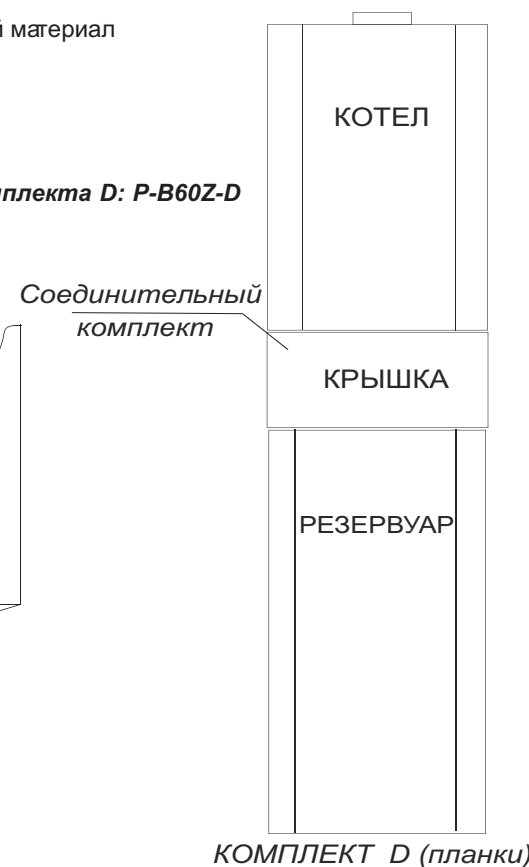 й материал
КОТЕЛ
плекта D: P-B60Z-D
Соединительный
комплект
КРЫШКА
РЕЗЕРВУАР
КОМПЛЕКТ D (планки)